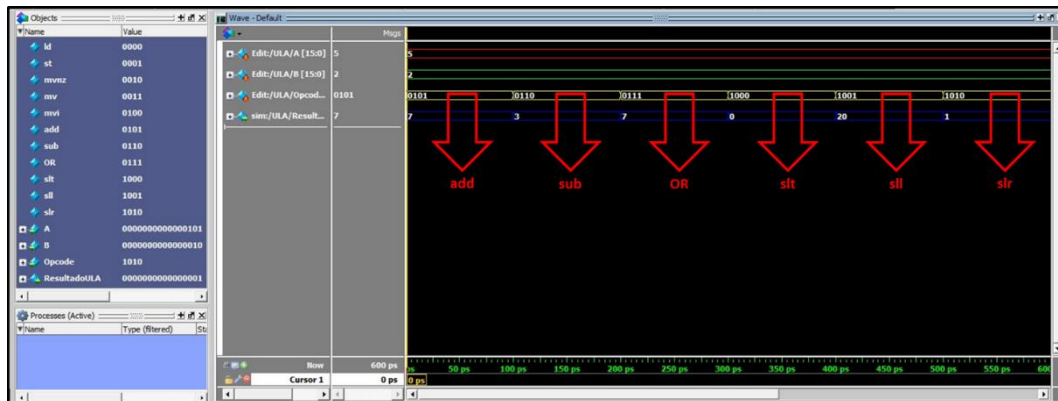 Objects
Name Value
ld 0000
st 0001
mvnz 0010
mv 0011
mvi 0100
add 0101
sub 0110
OR 0111
slt 1000
sll 1001
slr 1010
A 0000000000000101
B 0000000000000010
Opcode 1010
ResultadoULA 0000000000000001
Processes (Active)
Name Type (filtered) Sta
Wave - Default
Msgs
Edit:/ULA/A [15:0] 5 5
Edit:/ULA/B [15:0] 2 2
Edit:/ULA/Opcod... 0101 0101 0110 0111 1000 1001 1010
sim:/ULA/Result... 7 7 3 7 0 20 1
add sub OR slt sll slr
Now 600 ps ps 50 ps 100 ps 150 ps 200 ps 250 ps 300 ps 350 ps 400 ps 450 ps 500 ps 550 ps 600
Cursor 1 0 ps 0 ps